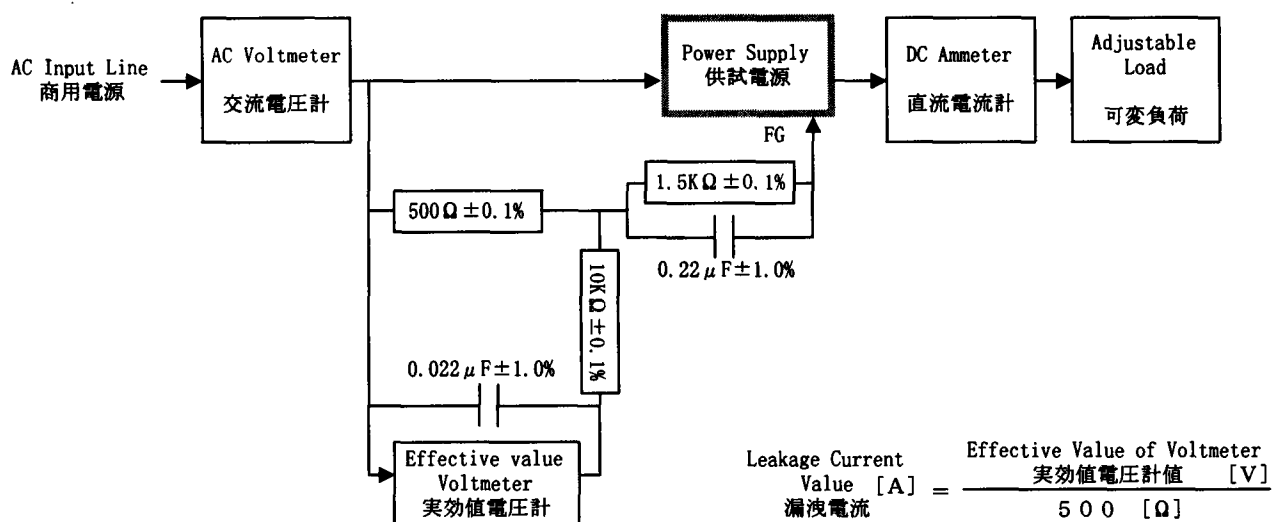 AC Input Line
商用電源
AC Voltmeter
交流電圧計
Power Supply
供試電源
DC Ammeter
直流電流計
Adjustable
Load
可変負荷
FG
1.5KΩ±0.1%
500Ω±0.1%
0.22μF±1.0%
10KΩ±0.1%
0.022μF±1.0%
Effective value
Voltmeter
実効値電圧計
Leakage Current
Value [A] =
漏洩電流
Effective Value of Voltmeter
実効値電圧計値 [V]
500 [Ω]